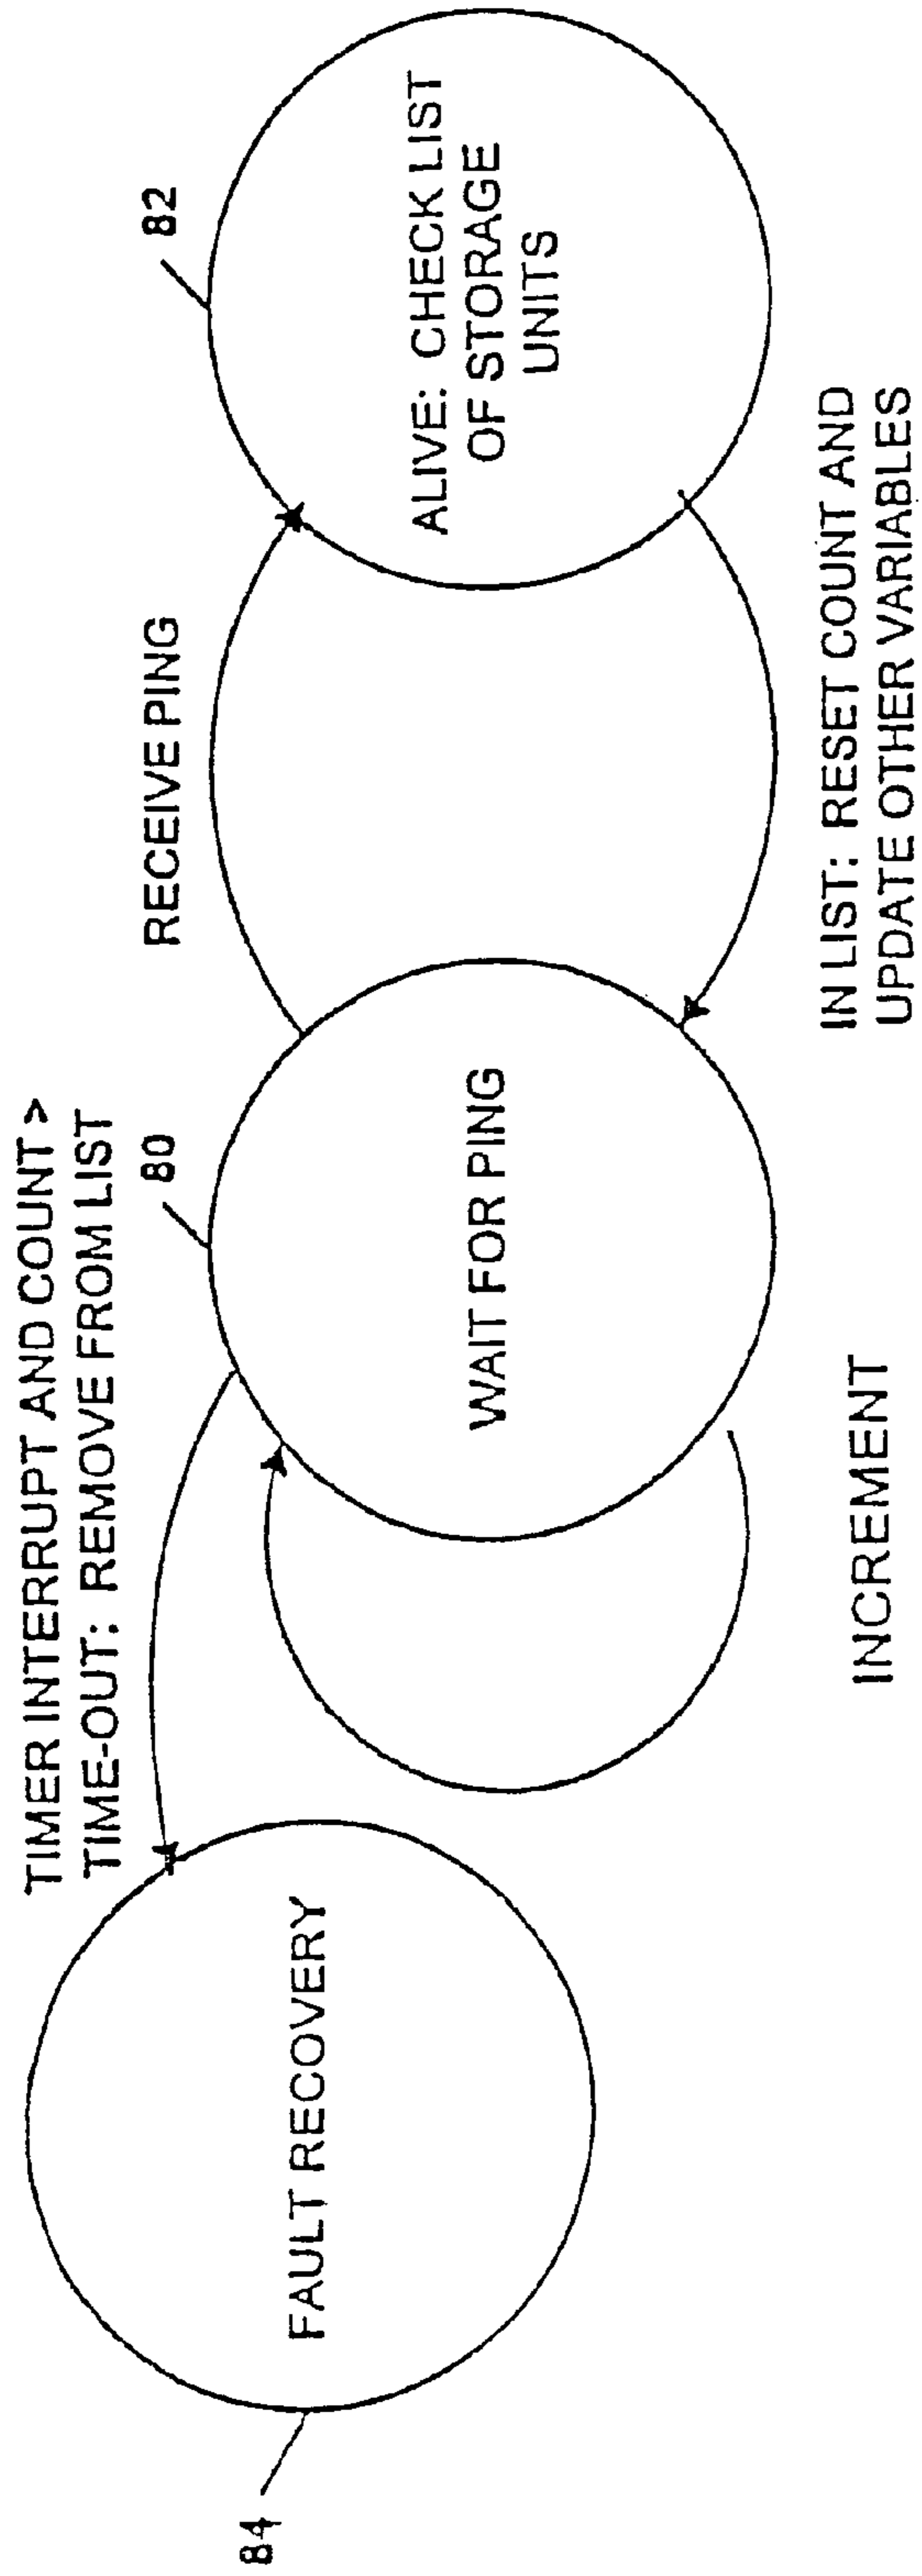 TIMER INTERRUPT AND COUNT >
TIME-OUT: REMOVE FROM LIST
84
FAULT RECOVERY
80
WAIT FOR PING
INCREMENT
RECEIVE PING
82
ALIVE: CHECK LIST
OF STORAGE
UNITS
IN LIST: RESET COUNT AND
UPDATE OTHER VARIABLES